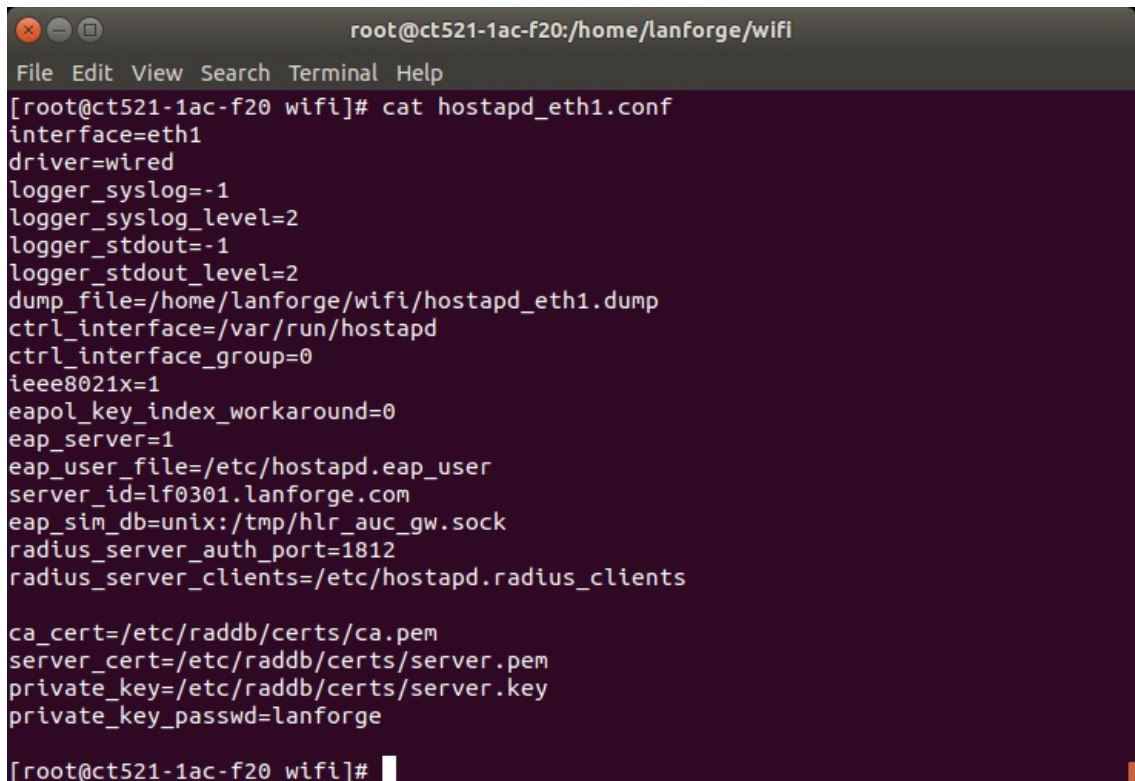 root@ct521-1ac-f20:/home/lanforge/wifi
File Edit View Search Terminal Help
[root@ct521-1ac-f20 wifi]# cat hostapd_eth1.conf
interface=eth1
driver=wired
logger_syslog=-1
logger_syslog_level=2
logger_stdout=-1
logger_stdout_level=2
dump_file=/home/lanforge/wifi/hostapd_eth1.dump
ctrl_interface=/var/run/hostapd
ctrl_interface_group=0
ieee8021x=1
eapol_key_index_workaround=0
eap_server=1
eap_user_file=/etc/hostapd.eap_user
server_id=lf0301.lanforge.com
eap_sim_db=unix:/tmp/hlr_auc_gw.sock
radius_server_auth_port=1812
radius_server_clients=/etc/hostapd.radius_clients
ca_cert=/etc/raddb/certs/ca.pem
server_cert=/etc/raddb/certs/server.pem
private_key=/etc/raddb/certs/server.key
private_key_passwd=lanforge
[root@ct521-1ac-f20 wifi]#